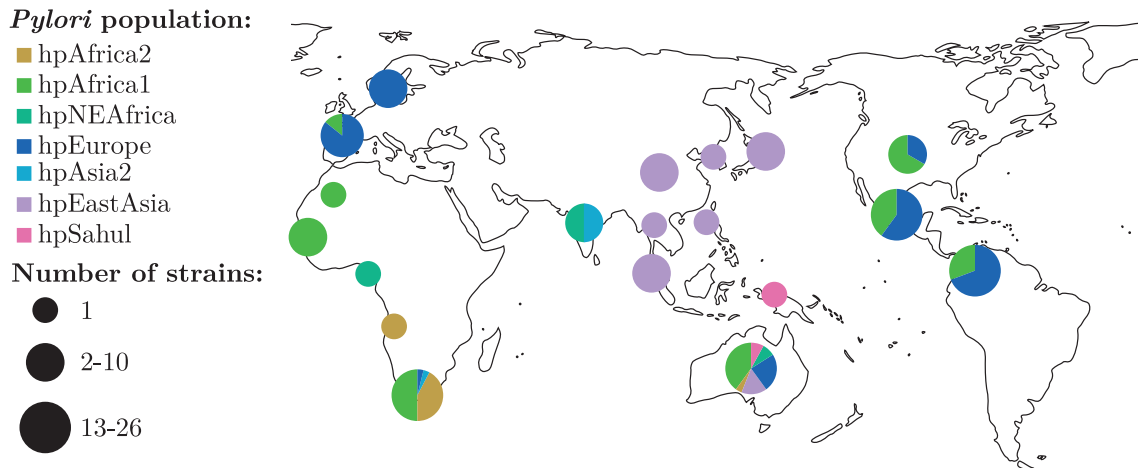 Pylori population:
hpAfrica2
hpAfrica1
hpNEAfrica
hpEurope
hpAsia2
hpEastAsia
hpSahul
Number of strains:
1
2-10
13-26